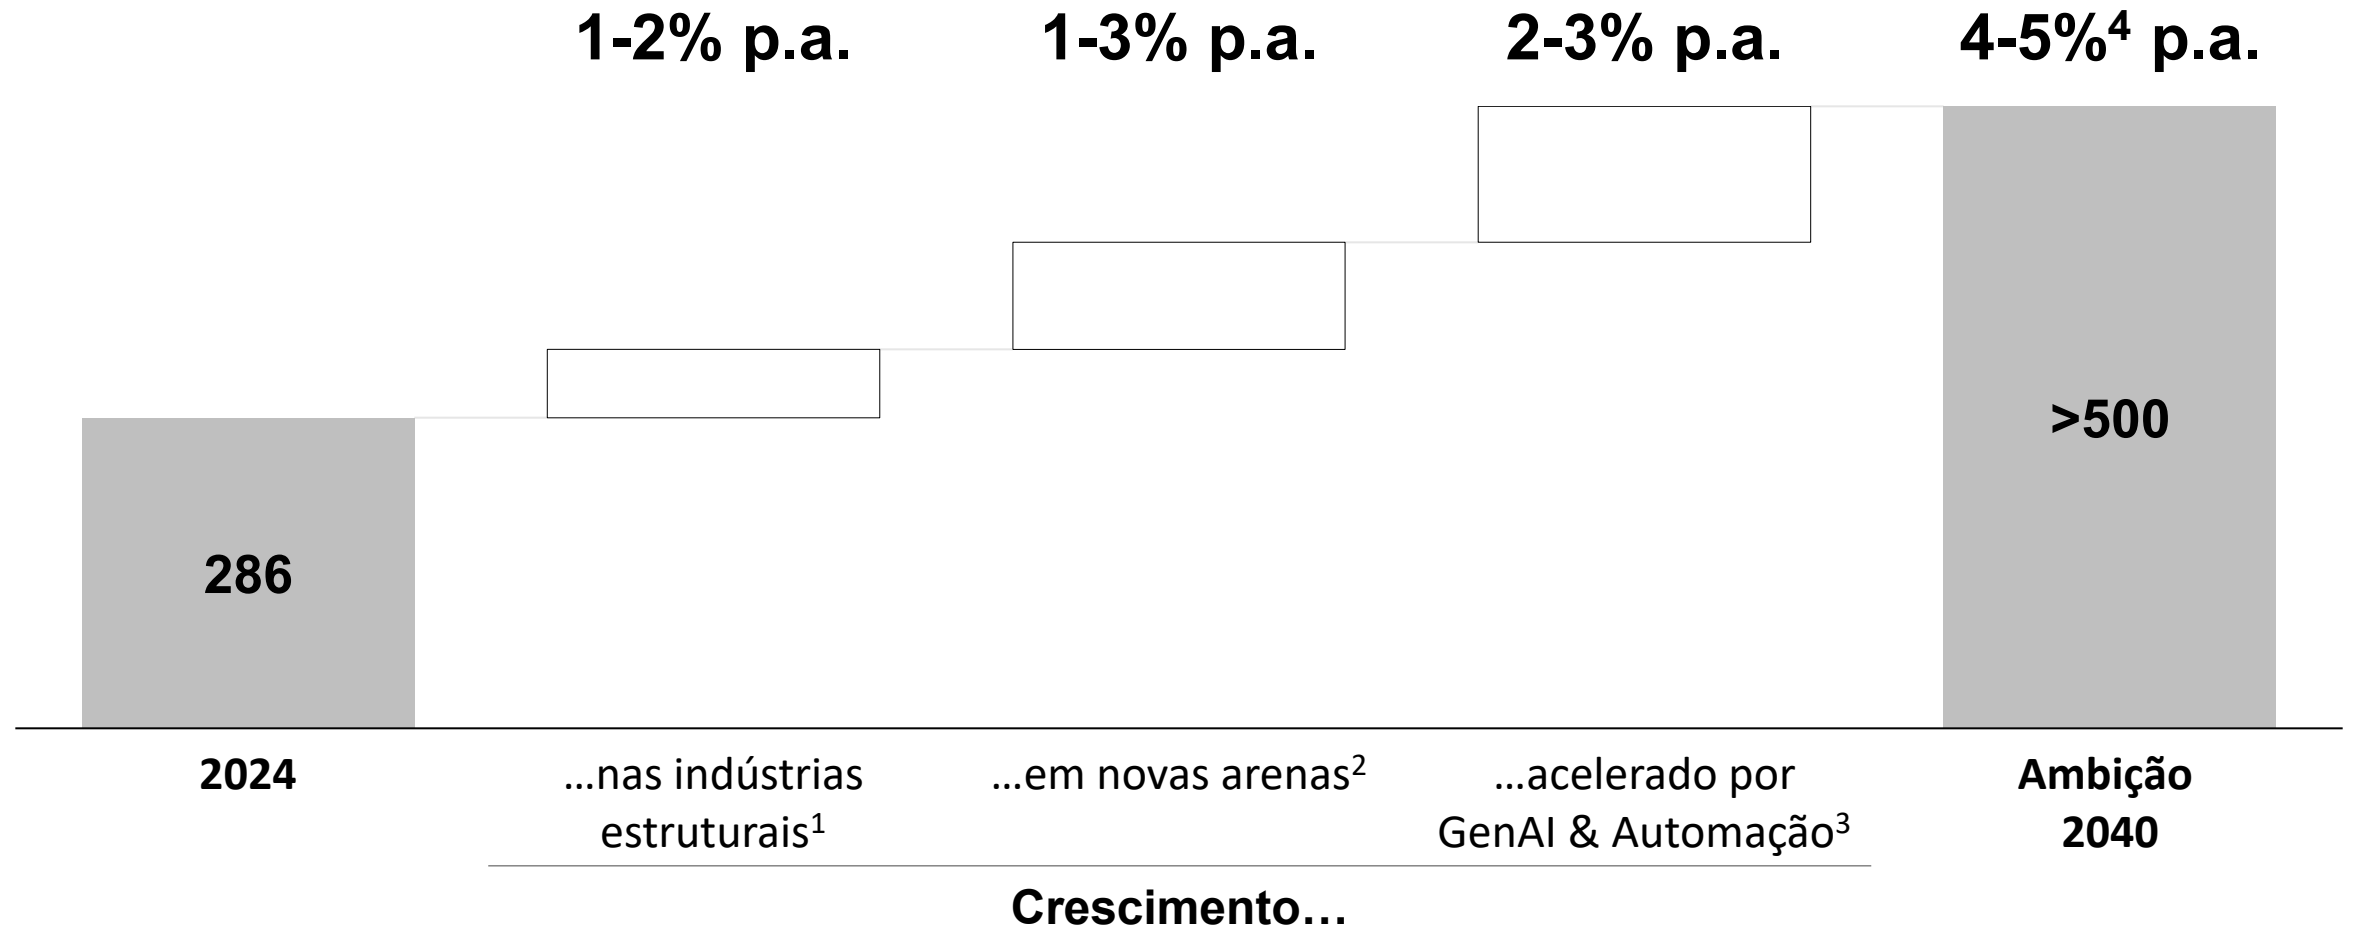 1-2% p.a.
1-3% p.a.
2-3% p.a.
4-5%⁴ p.a.
286
>500
2024
...nas indústrias
estruturais¹
...em novas arenas²
...acelerado por
GenAI & Automação³
Ambição
2040
Crescimento...